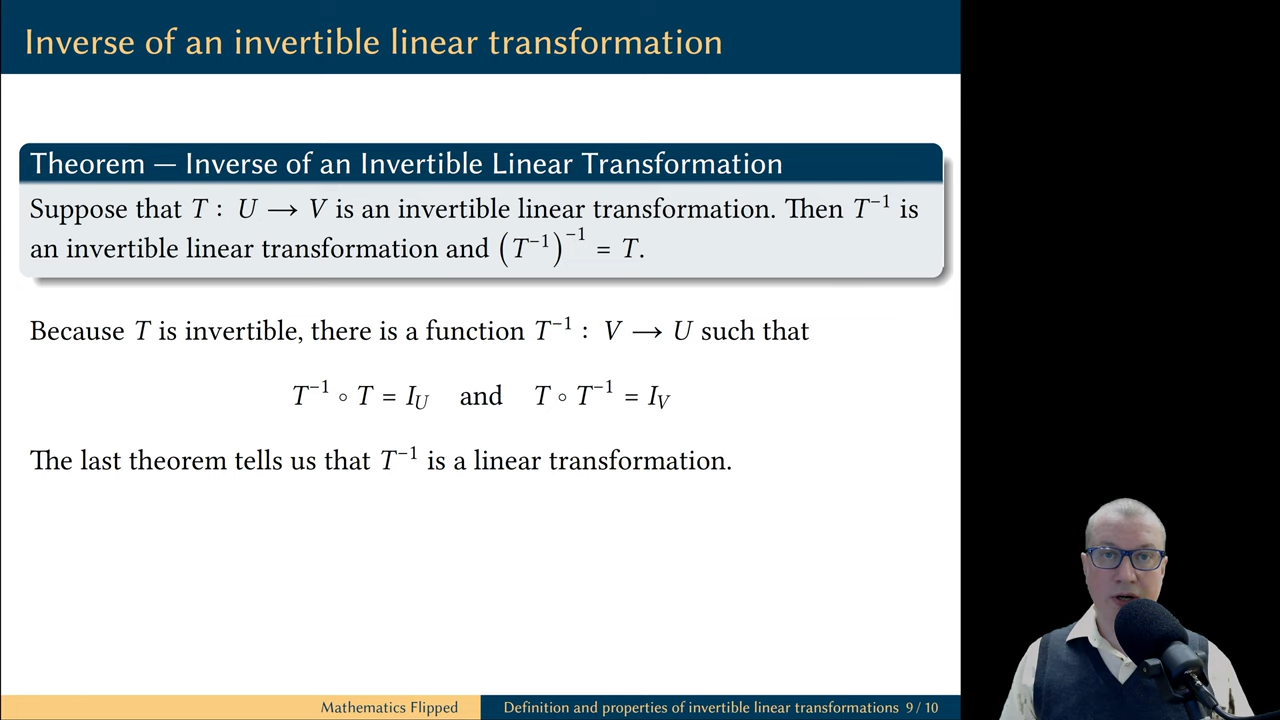 Inverse of an invertible linear transformation
Theorem — Inverse of an Invertible Linear Transformation
Suppose that T : U ⟶ V is an invertible linear transformation. Then T⁻¹ is
an invertible linear transformation and (T⁻¹)⁻¹ = T.
Because T is invertible, there is a function T⁻¹ : V ⟶ U such that
T⁻¹ ∘ T = I_U and T ∘ T⁻¹ = I_V
The last theorem tells us that T⁻¹ is a linear transformation.
Mathematics Flipped Definition and properties of invertible linear transformations 9 / 10